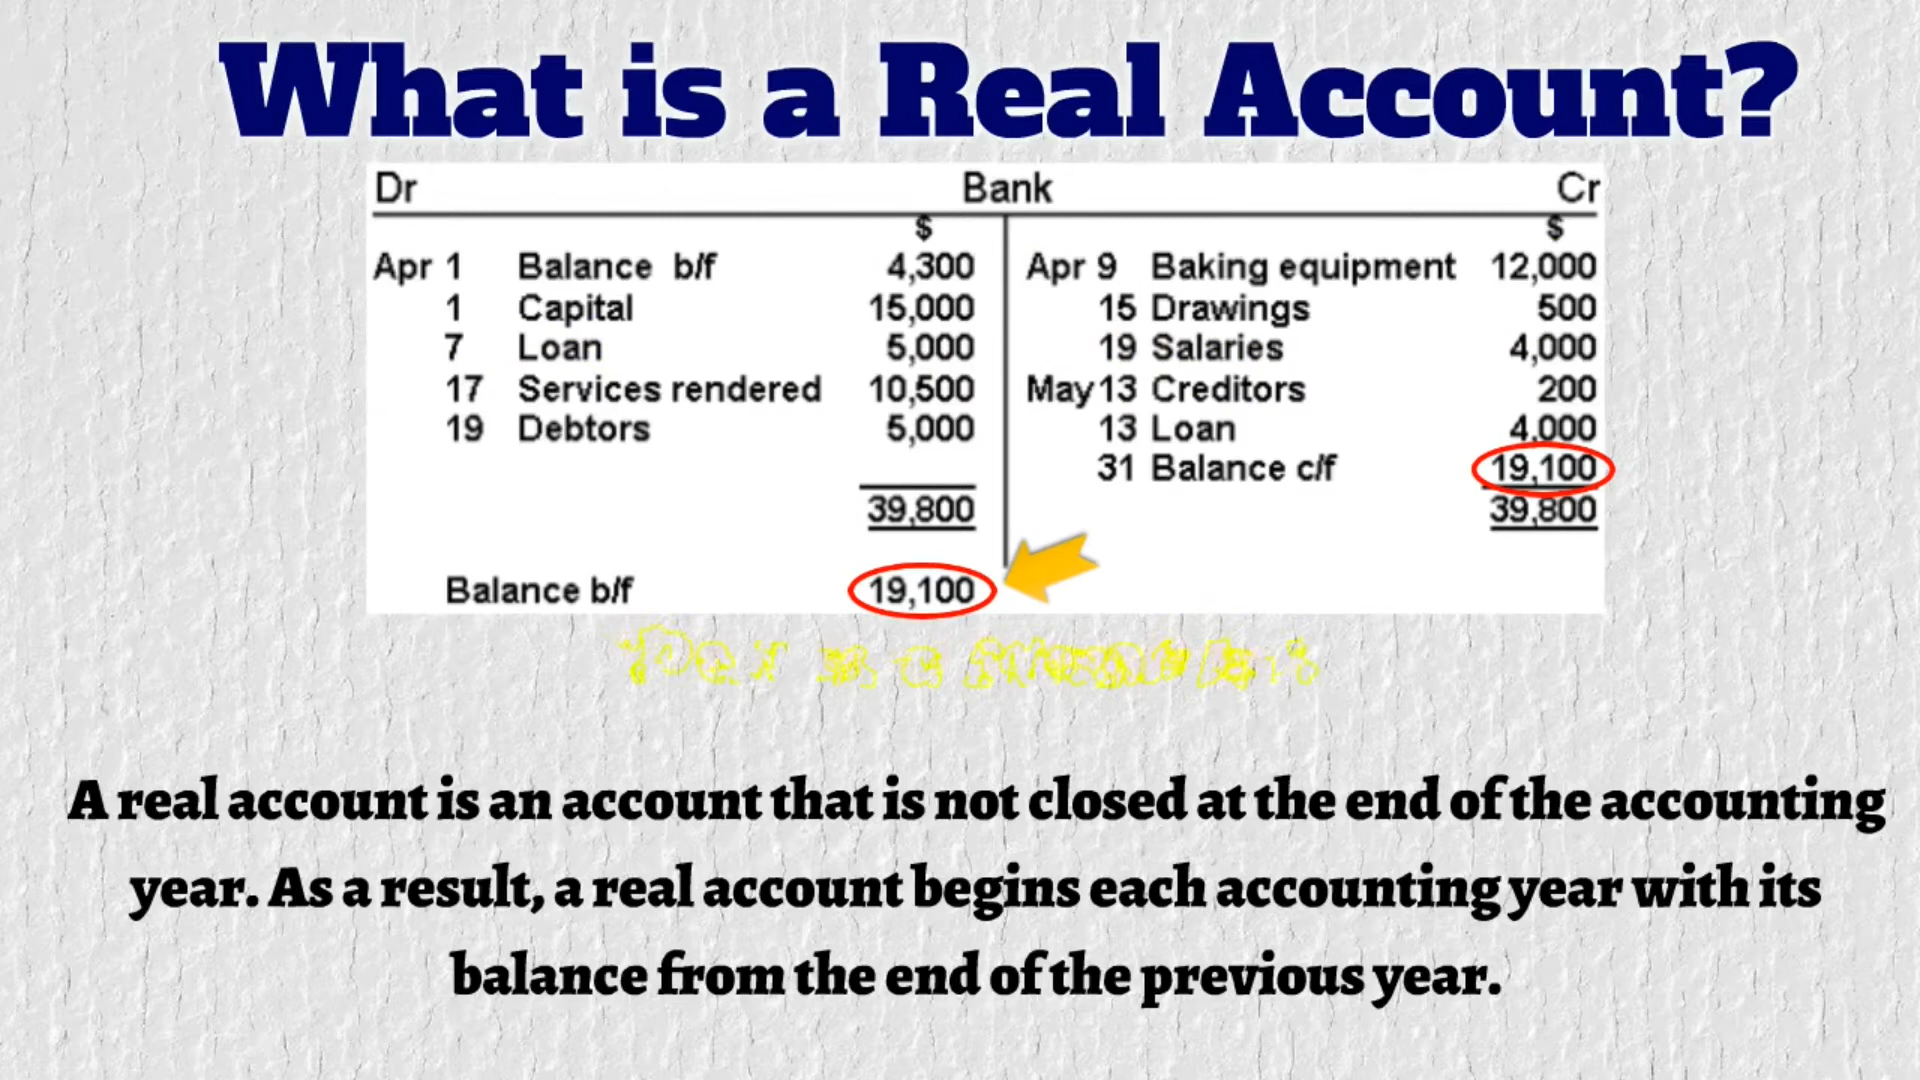 What is a Real Account?
Dr Bank Cr
$ $
Apr 1 Balance b/f 4,300 Apr 9 Baking equipment 12,000
1 Capital 15,000 15 Drawings 500
7 Loan 5,000 19 Salaries 4,000
17 Services rendered 10,500 May 13 Creditors 200
19 Debtors 5,000 13 Loan 4,000
31 Balance c/f 19,100
39,800 39,800
Balance b/f 19,100
A real account is an account that is not closed at the end of the accounting
year. As a result, a real account begins each accounting year with its
balance from the end of the previous year.